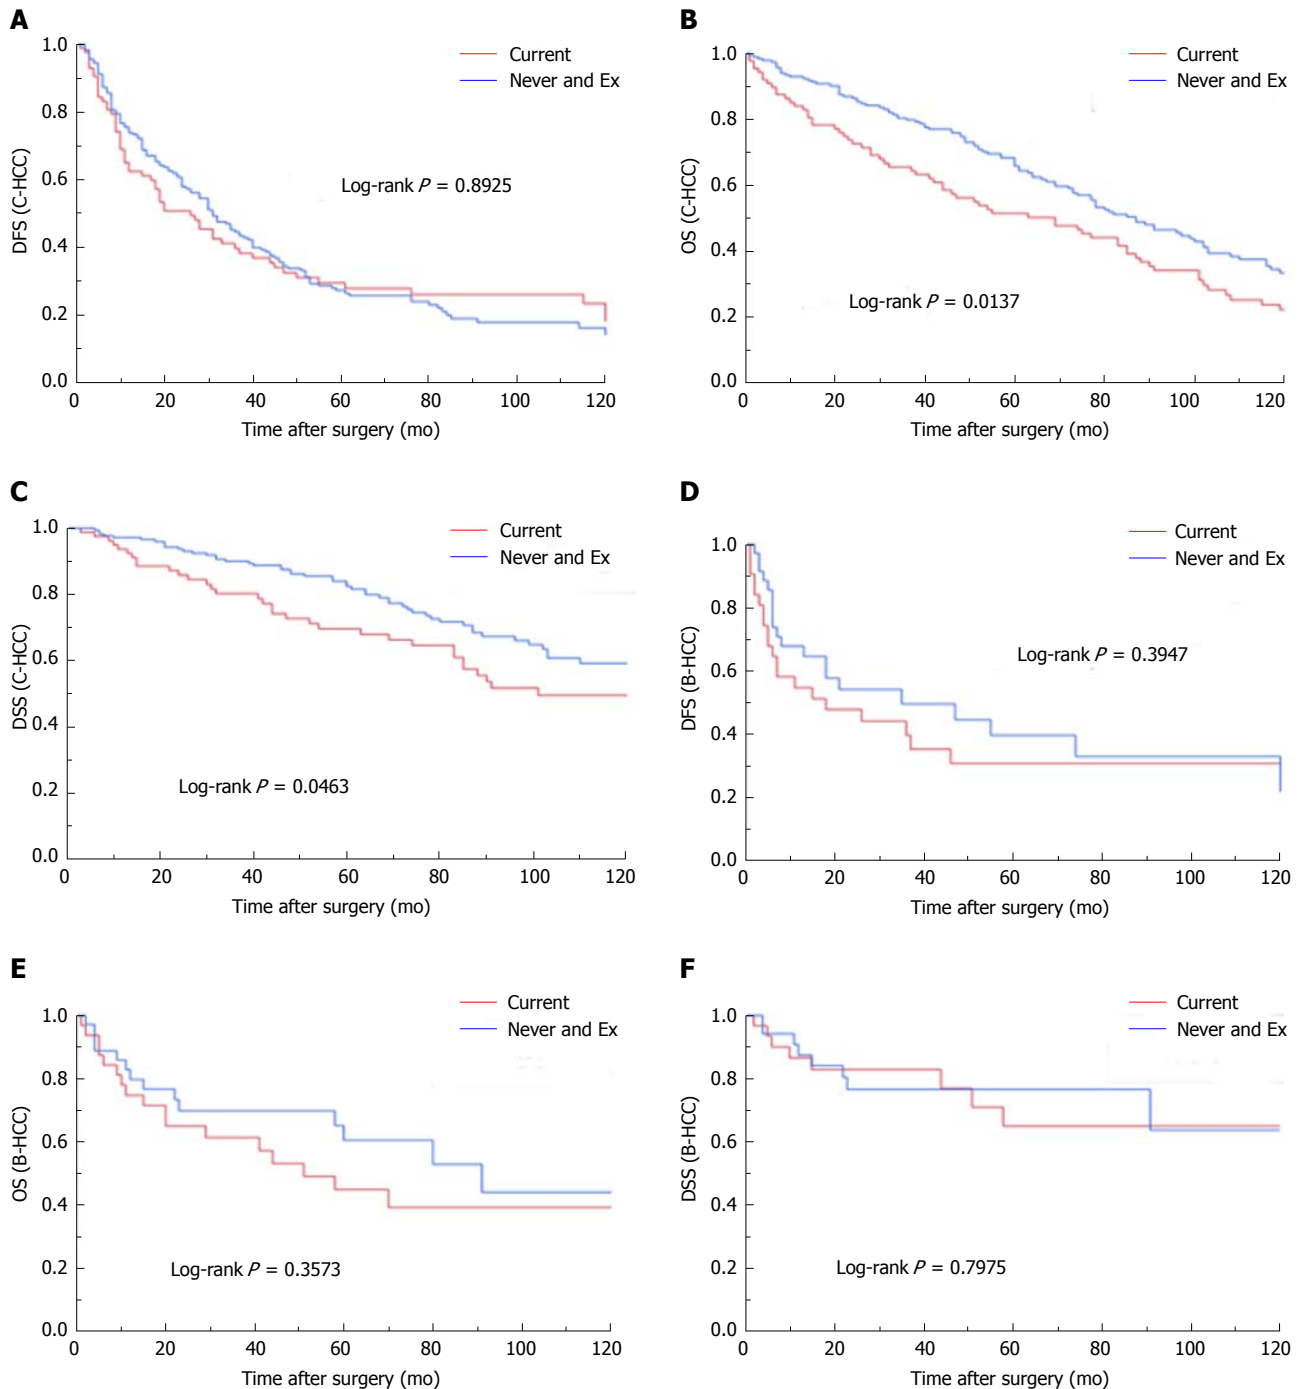 A
1.0
0.8
0.6
0.4
0.2
0.0
DFS (C-HCC)
Current
Never and Ex
Log-rank P = 0.8925
0 20 40 60 80 100 120
Time after surgery (mo)
B
1.0
0.8
0.6
0.4
0.2
0.0
OS (C-HCC)
Current
Never and Ex
Log-rank P = 0.0137
0 20 40 60 80 100 120
Time after surgery (mo)
C
1.0
0.8
0.6
0.4
0.2
0.0
DSS (C-HCC)
Current
Never and Ex
Log-rank P = 0.0463
0 20 40 60 80 100 120
Time after surgery (mo)
D
1.0
0.8
0.6
0.4
0.2
0.0
DFS (B-HCC)
Current
Never and Ex
Log-rank P = 0.3947
0 20 40 60 80 100 120
Time after surgery (mo)
E
1.0
0.8
0.6
0.4
0.2
0.0
OS (B-HCC)
Current
Never and Ex
Log-rank P = 0.3573
0 20 40 60 80 100 120
Time after surgery (mo)
F
1.0
0.8
0.6
0.4
0.2
0.0
DSS (B-HCC)
Current
Never and Ex
Log-rank P = 0.7975
0 20 40 60 80 100 120
Time after surgery (mo)